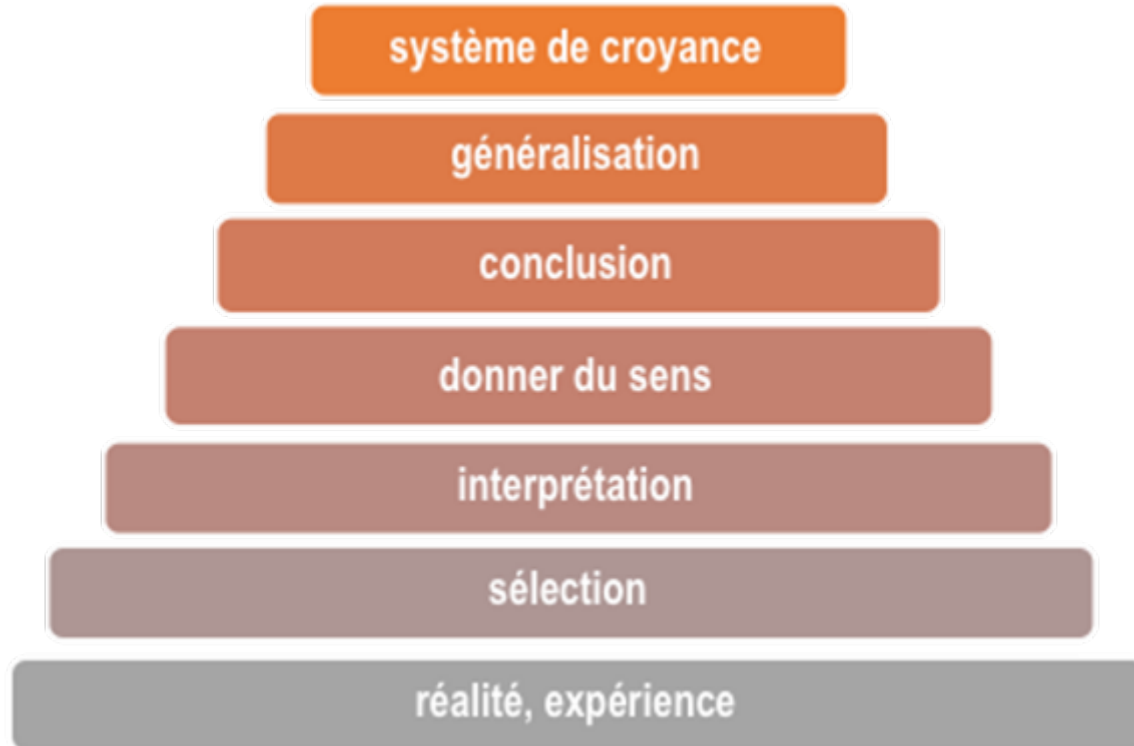 système de croyance
généralisation
conclusion
donner du sens
interprétation
sélection
réalité, expérience